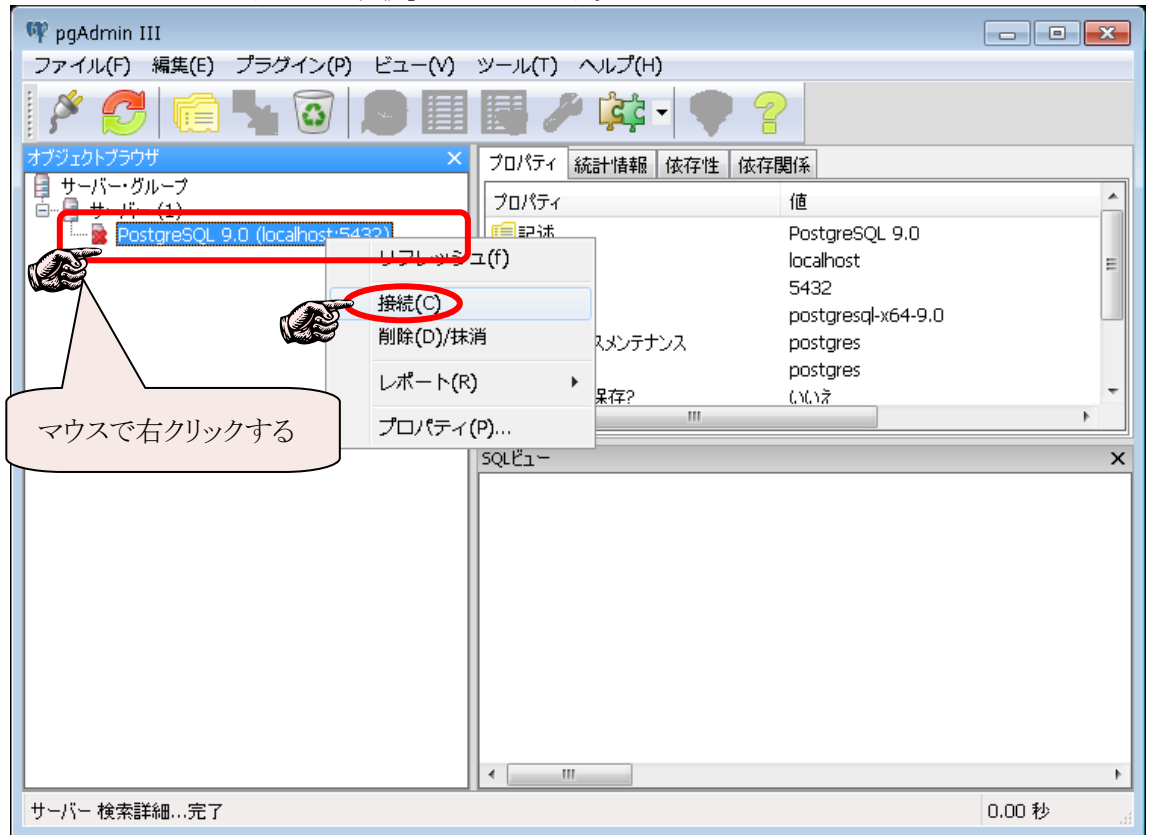 pgAdmin III
ファイル(F) 編集(E) プラグイン(P) ビュー(V) ツール(T) ヘルプ(H)
オブジェクトブラウザ
サーバー・グループ
サーバー (1)
PostgreSQL 9.0 (localhost:5432)
リフレッシュ(f)
接続(C)
削除(D)/抹消
レポート(R)
プロパティ(P)...
マウスで右クリックする
プロパティ 統計情報 依存性 依存関係
プロパティ 値
記述 PostgreSQL 9.0
localhost
5432
postgresql-x64-9.0
スメンテナンス postgres
postgres
保存? いいえ
SQLビュー
サーバー 検索詳細...完了 0.00 秒